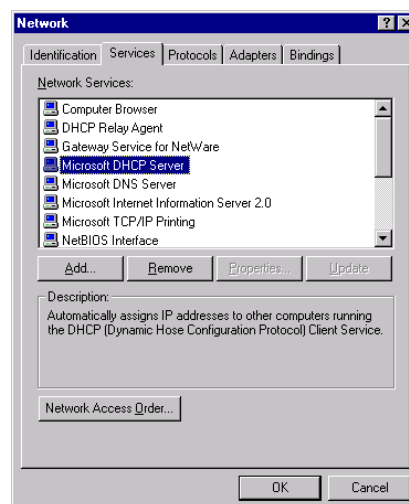 Network
Identification Services Protocols Adapters Bindings
Network Services:
Computer Browser
DHCP Relay Agent
Gateway Service for NetWare
Microsoft DHCP Server
Microsoft DNS Server
Microsoft Internet Information Server 2.0
Microsoft TCP/IP Printing
NetBIOS Interface
Add... Remove Properties... Update
Description:
Automatically assigns IP addresses to other computers running
the DHCP (Dynamic Hose Configuration Protocol) Client Service.
Network Access Order...
OK Cancel